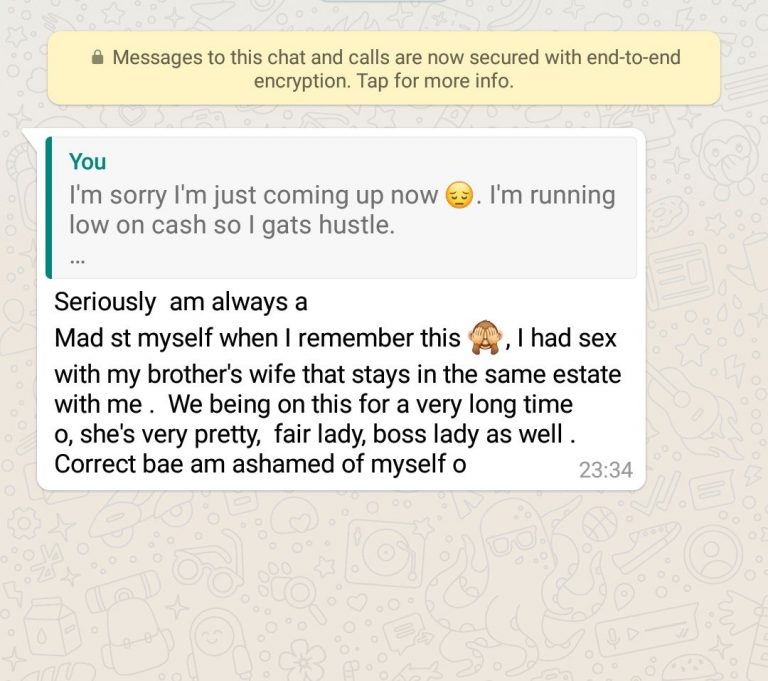 Messages to this chat and calls are now secured with end-to-end
encryption. Tap for more info.
You
I'm sorry I'm just coming up now 😔. I'm running
low on cash so I gats hustle.
...
Seriously  am always a
Mad st myself when I remember this 🙈, I had sex
with my brother's wife that stays in the same estate
with me .  We being on this for a very long time
o, she's very pretty,  fair lady, boss lady as well .
Correct bae am ashamed of myself o
23:34